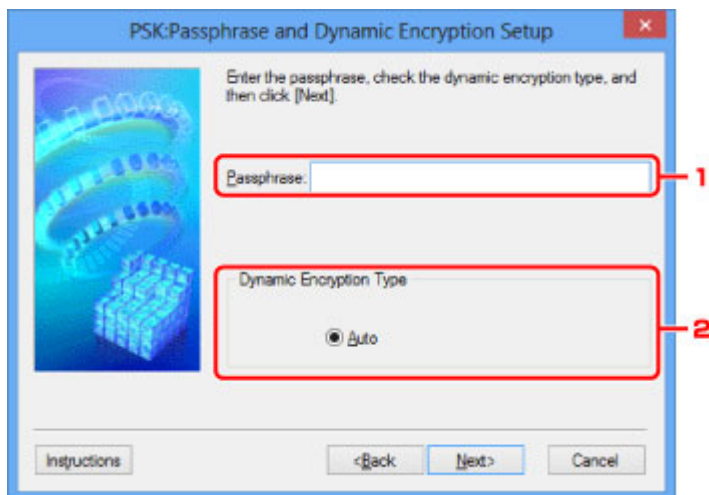 PSK:Passphrase and Dynamic Encryption Setup
Enter the passphrase, check the dynamic encryption type, and
then click [Next].
Passphrase:
1
Dynamic Encryption Type
Auto
2
Instructions
<Back
Next>
Cancel